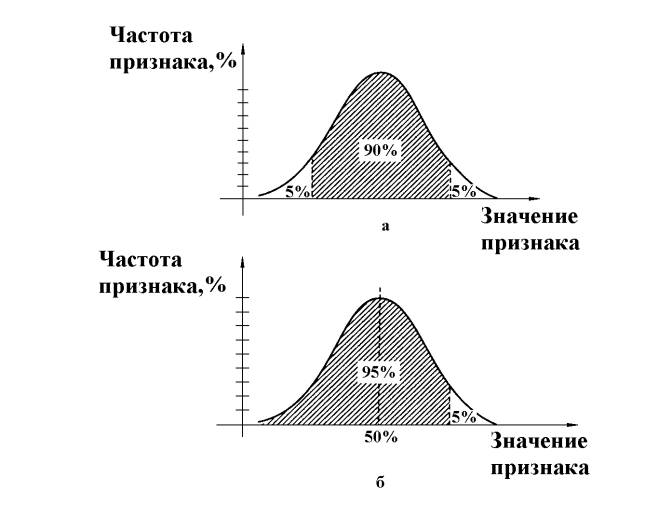 Частота
признака,%
90%
5%
5%
Значение
признака
а
Частота
признака,%
95%
5%
50%
Значение
признака
б